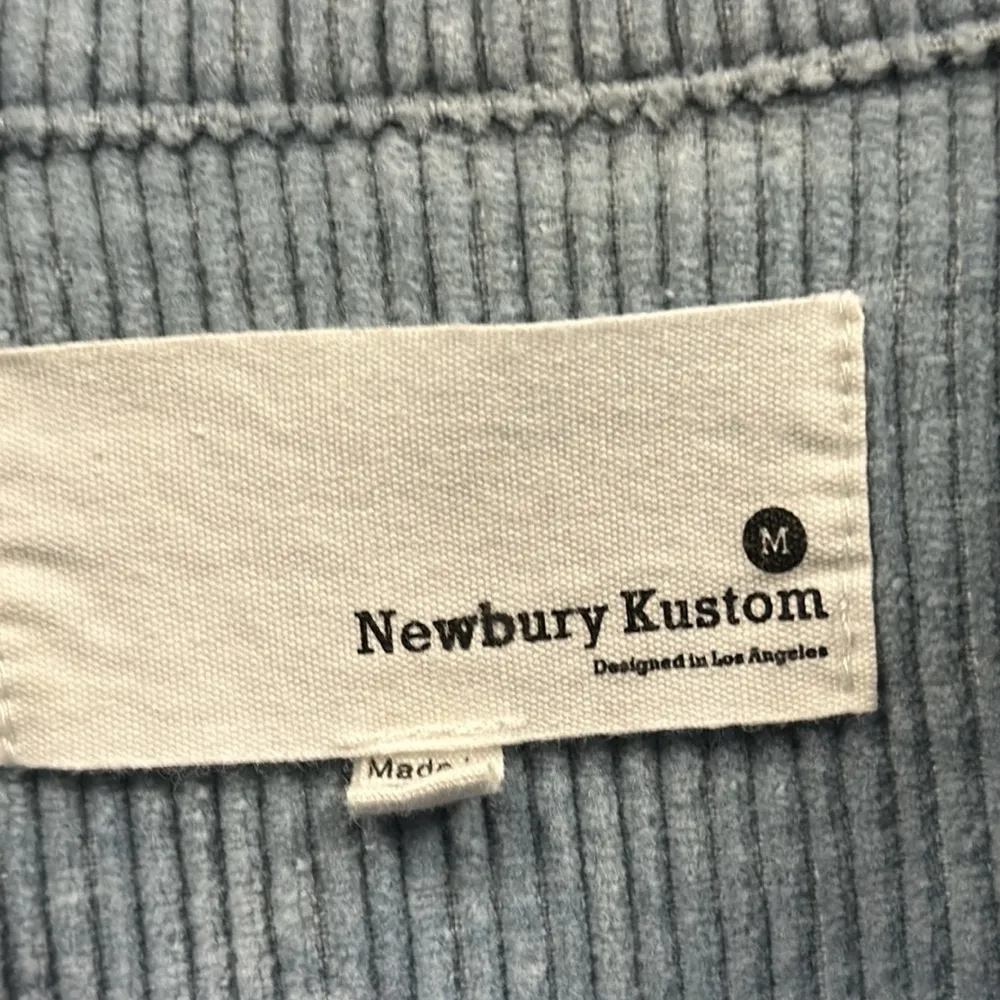 M
Newbury Kustom
Designed in Los Angeles
Made